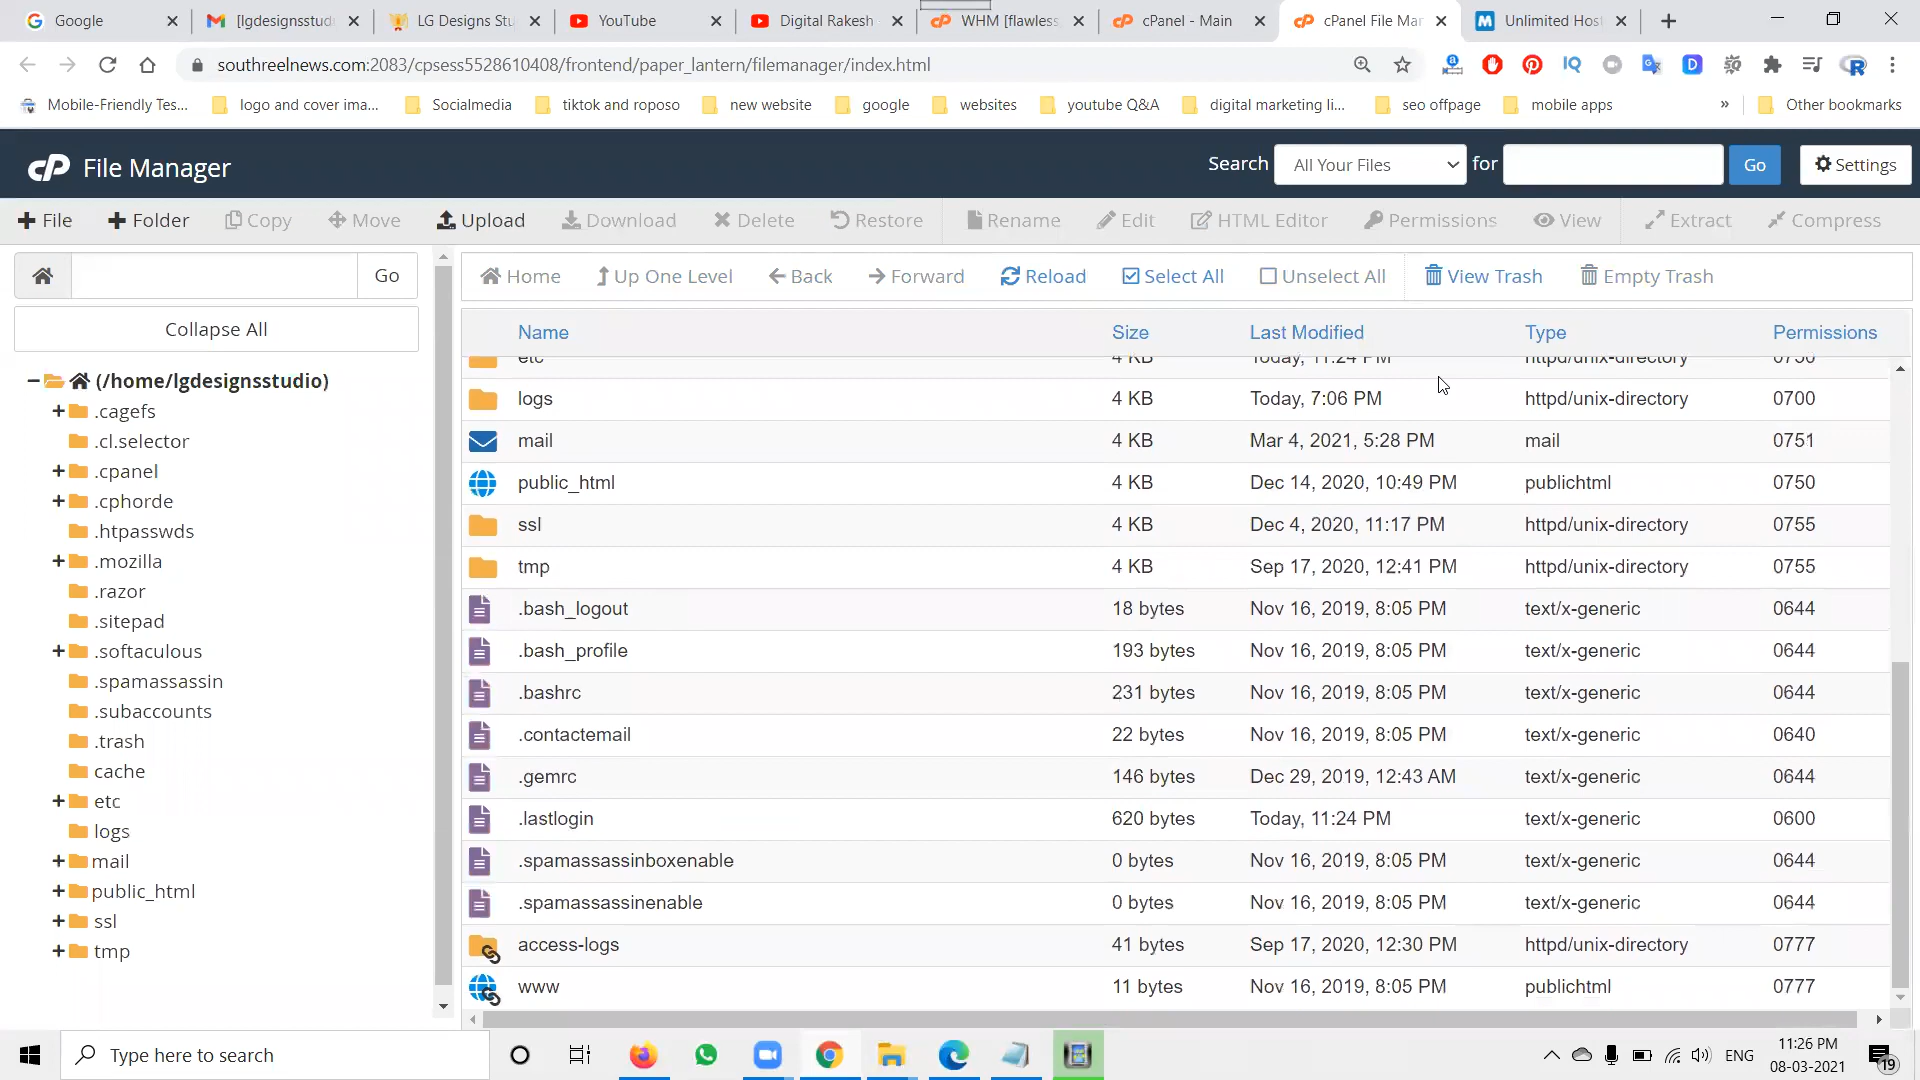 Google
[lgdesignsstud
LG Designs Stu
YouTube
Digital Rakesh
WHM [flawless
cPanel - Main
cPanel File Mar
Unlimited Host
southreelnews.com:2083/cpsess5528610408/frontend/paper_lantern/filemanager/index.html
Mobile-Friendly Tes...
logo and cover ima...
Socialmedia
tiktok and roposo
new website
google
websites
youtube Q&A
digital marketing li...
seo offpage
mobile apps
»
Other bookmarks
cP File Manager
Search
All Your Files
for
Go
Settings
File
Folder
Copy
Move
Upload
Download
Delete
Restore
Rename
Edit
HTML Editor
Permissions
View
Extract
Compress
Go
Home
Up One Level
Back
Forward
Reload
Select All
Unselect All
View Trash
Empty Trash
Collapse All
(/home/lgdesignsstudio)
.cagefs
.cl.selector
.cpanel
.cphorde
.htpasswds
.mozilla
.razor
.sitepad
.softaculous
.spamassassin
.subaccounts
.trash
cache
etc
logs
mail
public_html
ssl
tmp
Name Size Last Modified Type Permissions
etc 4 KB Today, 11:24 PM httpd/unix-directory 0750
logs 4 KB Today, 7:06 PM httpd/unix-directory 0700
mail 4 KB Mar 4, 2021, 5:28 PM mail 0751
public_html 4 KB Dec 14, 2020, 10:49 PM publichtml 0750
ssl 4 KB Dec 4, 2020, 11:17 PM httpd/unix-directory 0755
tmp 4 KB Sep 17, 2020, 12:41 PM httpd/unix-directory 0755
.bash_logout 18 bytes Nov 16, 2019, 8:05 PM text/x-generic 0644
.bash_profile 193 bytes Nov 16, 2019, 8:05 PM text/x-generic 0644
.bashrc 231 bytes Nov 16, 2019, 8:05 PM text/x-generic 0644
.contactemail 22 bytes Nov 16, 2019, 8:05 PM text/x-generic 0640
.gemrc 146 bytes Dec 29, 2019, 12:43 AM text/x-generic 0644
.lastlogin 620 bytes Today, 11:24 PM text/x-generic 0600
.spamassassinboxenable 0 bytes Nov 16, 2019, 8:05 PM text/x-generic 0644
.spamassassinenable 0 bytes Nov 16, 2019, 8:05 PM text/x-generic 0644
access-logs 41 bytes Sep 17, 2020, 12:30 PM httpd/unix-directory 0777
www 11 bytes Nov 16, 2019, 8:05 PM publichtml 0777
Type here to search
ENG
11:26 PM
08-03-2021
19